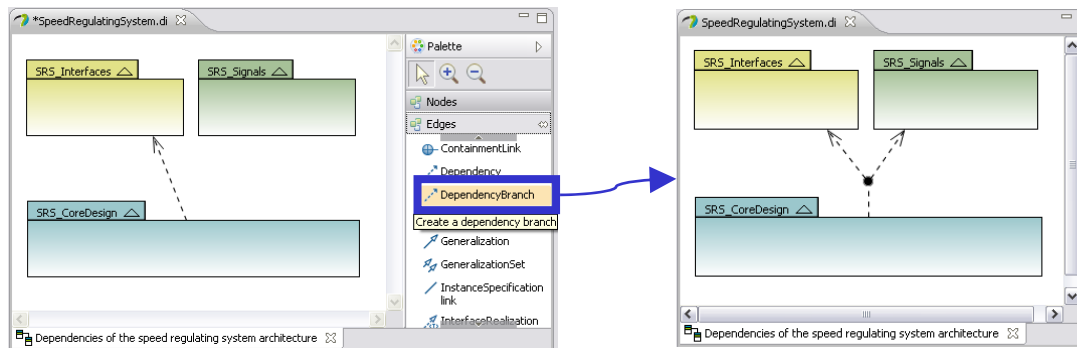 *SpeedRegulatingSystem.di
SRS_Interfaces
SRS_Signals
SRS_CoreDesign
Dependencies of the speed regulating system architecture
Palette
Nodes
Edges
ContainmentLink
Dependency
DependencyBranch
Create a dependency branch
Generalization
GeneralizationSet
InstanceSpecification
link
InterfaceRealization
SpeedRegulatingSystem.di
SRS_Interfaces
SRS_Signals
SRS_CoreDesign
Dependencies of the speed regulating system architecture